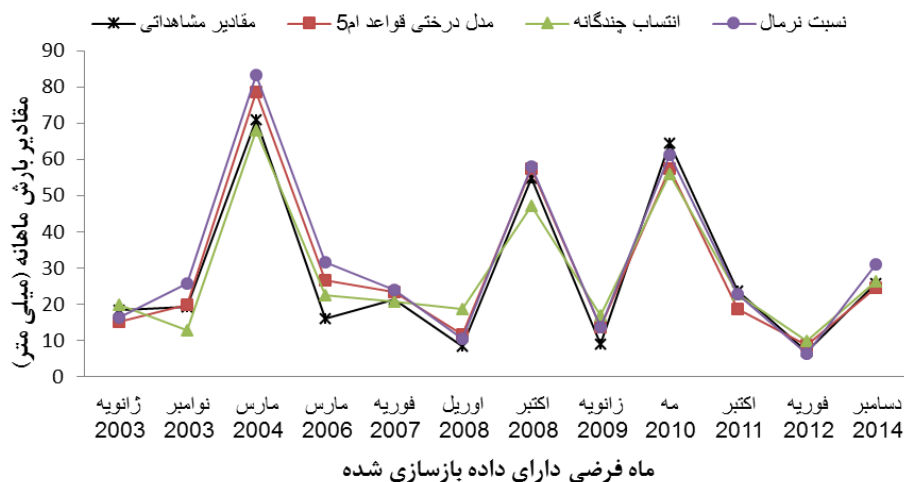 مقادیر مشاهداتی
مدل درختی قواعد ام5
انتساب چندگانه
نسبت نرمال
مقادیر بارش ماهانه (میلی متر)
90
80
70
60
50
40
30
20
10
0
ژانویه نوامبر مارس مارس فوریه اوریل اکتبر زانویه مه اکتبر فوریه دسامبر
2003 2003 2004 2006 2007 2008 2008 2009 2010 2011 2012 2014
ماه فرضی دارای داده بازسازی شده